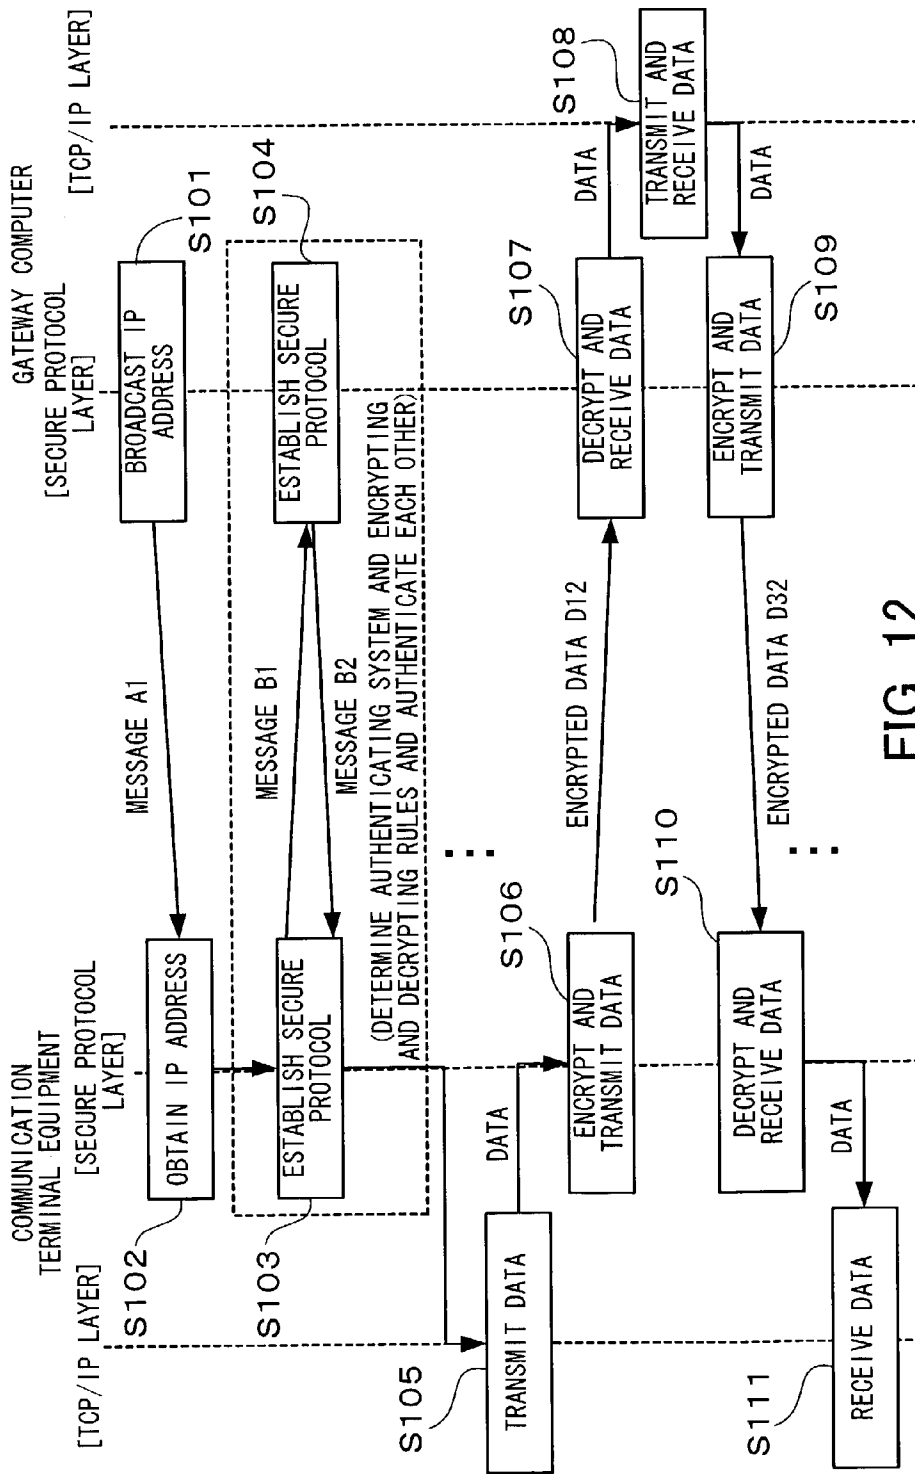 COMMUNICATION
TERMINAL EQUIPMENT
GATEWAY COMPUTER
[TCP/IP LAYER]
[SECURE PROTOCOL
LAYER]
[SECURE PROTOCOL
LAYER]
[TCP/IP LAYER]
BROADCAST IP
ADDRESS
S101
MESSAGE A1
OBTAIN IP ADDRESS
S102
ESTABLISH SECURE
PROTOCOL
S103
MESSAGE B1
MESSAGE B2
ESTABLISH SECURE
PROTOCOL
S104
(DETERMINE AUTHENTICATING SYSTEM AND ENCRYPTING
AND DECRYPTING RULES AND AUTHENTICATE EACH OTHER)
...
S105
TRANSMIT DATA
DATA
S106
ENCRYPT AND
TRANSMIT DATA
ENCRYPTED DATA D12
S107
DECRYPT AND
RECEIVE DATA
DATA
S108
TRANSMIT AND
RECEIVE DATA
DATA
ENCRYPT AND
TRANSMIT DATA
S109
ENCRYPTED DATA D32
...
S110
DECRYPT AND
RECEIVE DATA
DATA
RECEIVE DATA
S111
FIG. 12